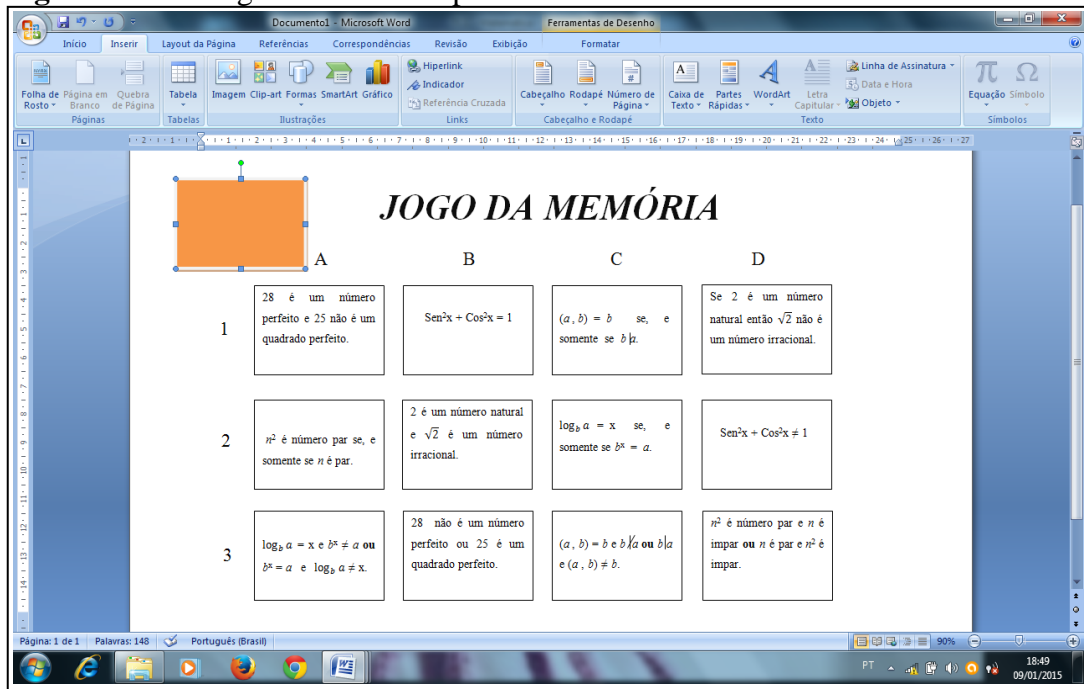 Documento1 - Microsoft Word Ferramentas de Desenho
Início Inserir Layout da Página Referências Correspondências Revisão Exibição Formatar
Folha de Rosto
Página em Branco
Quebra de Página
Páginas
Tabela
Tabelas
Imagem Clip-art Formas SmartArt Gráfico
Ilustrações
Hiperlink
Indicador
Referência Cruzada
Links
Cabeçalho Rodapé Número de Página
Cabeçalho e Rodapé
Caixa de Texto
Partes Rápidas
WordArt
Letra Capitular
Linha de Assinatura
Data e Hora
Objeto
Texto
Equação Símbolo
Símbolos
JOGO DA MEMÓRIA
A B C D
1
28 é um número
perfeito e 25 não é um
quadrado perfeito.
Sen²x + Cos²x = 1
(a , b) = b se, e
somente se b|a.
Se 2 é um número
natural então √2 não é
um número irracional.
2
n² é número par se, e
somente se n é par.
2 é um número natural
e √2 é um número
irracional.
log_b a = x se, e
somente se bˣ = a.
Sen²x + Cos²x ≠ 1
3
log_b a = x e bˣ ≠ a ou
bˣ = a e log_b a ≠ x.
28 não é um número
perfeito ou 25 é um
quadrado perfeito.
(a , b) = b e b∤a ou b|a
e (a , b) ≠ b.
n² é número par e n é
impar ou n é par e n² é
impar.
Página: 1 de 1 Palavras: 148 Português (Brasil) 90%
PT 18:49
09/01/2015